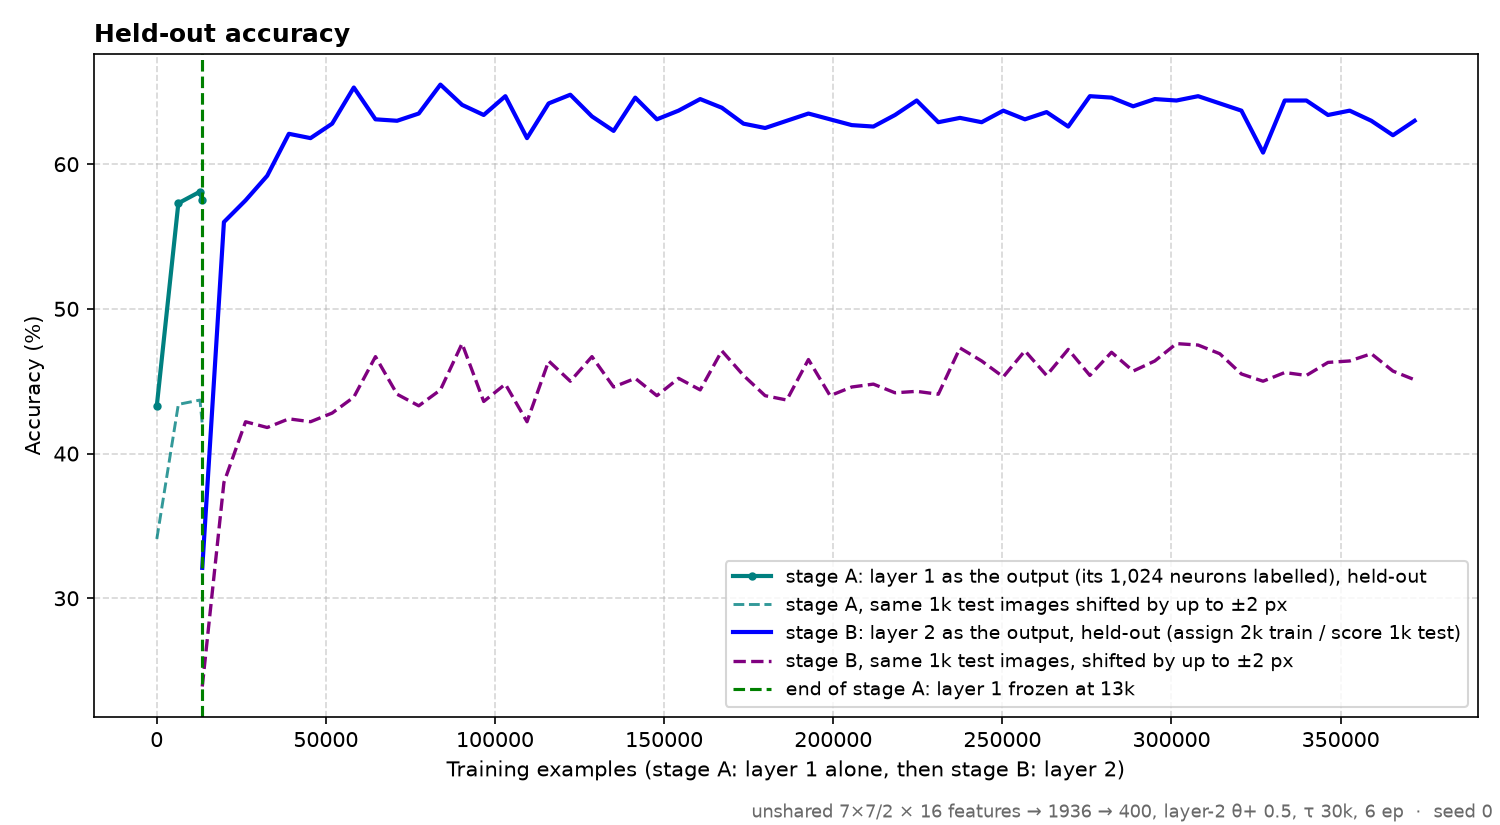 Held-out accuracy
Accuracy (%)
60
50
40
30
stage A: layer 1 as the output (its 1,024 neurons labelled), held-out
stage A, same 1k test images shifted by up to ±2 px
stage B: layer 2 as the output, held-out (assign 2k train / score 1k test)
stage B, same 1k test images, shifted by up to ±2 px
end of stage A: layer 1 frozen at 13k
0 50000 100000 150000 200000 250000 300000 350000
Training examples (stage A: layer 1 alone, then stage B: layer 2)
unshared 7×7/2 × 16 features → 1936 → 400, layer-2 θ+ 0.5, τ 30k, 6 ep · seed 0